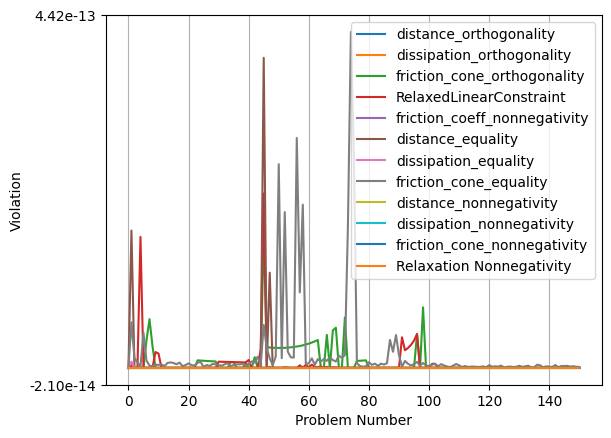 4.42e-13
distance_orthogonality
dissipation_orthogonality
friction_cone_orthogonality
RelaxedLinearConstraint
friction_coeff_nonnegativity
distance_equality
dissipation_equality
friction_cone_equality
distance_nonnegativity
dissipation_nonnegativity
friction_cone_nonnegativity
Relaxation Nonnegativity
Violation
-2.10e-14
0 20 40 60 80 100 120 140
Problem Number